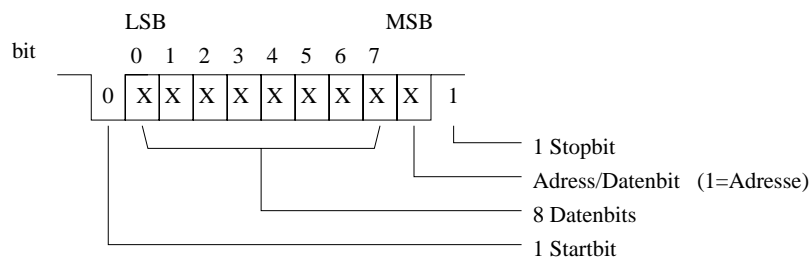 LSB MSB
bit 0 1 2 3 4 5 6 7
0 X X X X X X X X X 1
1 Stopbit
Adress/Datenbit (1=Adresse)
8 Datenbits
1 Startbit